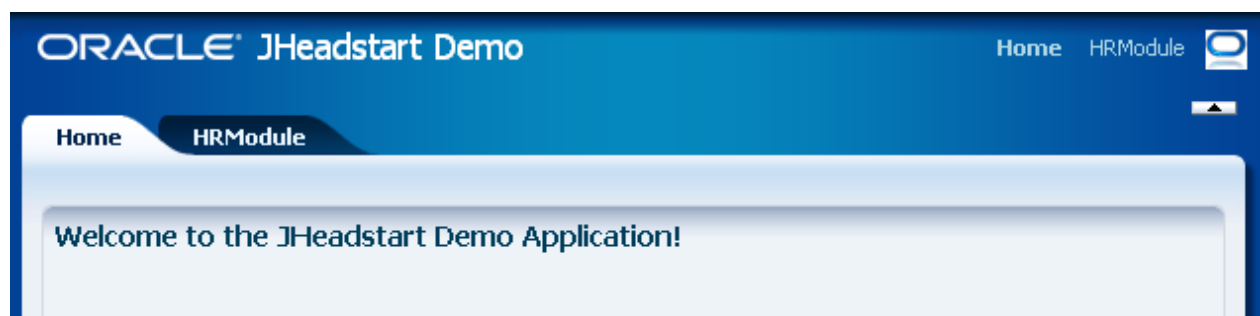 ORACLE JHeadstart Demo
Home HRModule
Home HRModule
Welcome to the JHeadstart Demo Application!